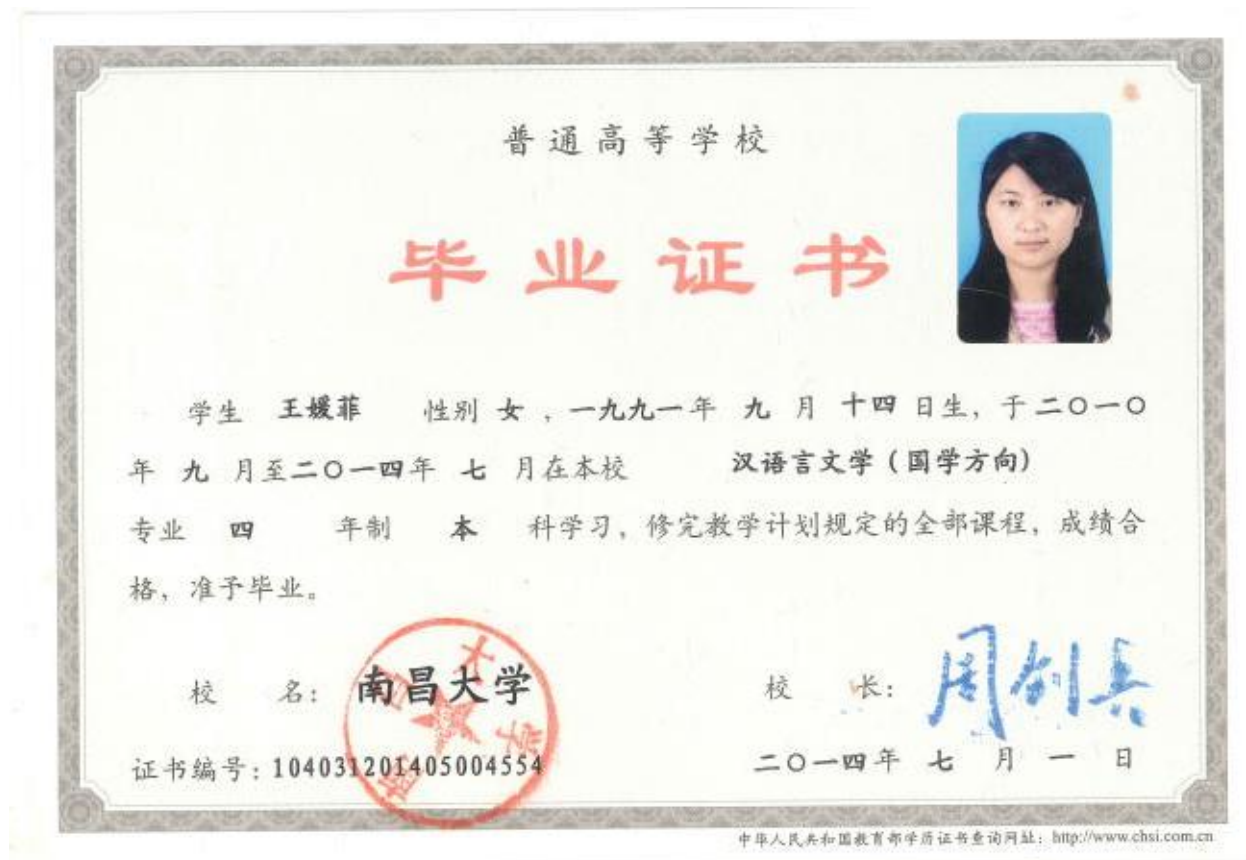 普通高等学校
毕业证书
学生 王媛菲 性别 女 ，一九九一年 九 月 十四 日生，于二〇一〇
年 九 月至二〇一四年 七 月在本校 汉语言文学（国学方向）
专业 四 年制 本 科学习，修完教学计划规定的全部课程，成绩合
格，准予毕业。
校 名： 南昌大学
校 长： 周创兵
证书编号：104031201405004554
二〇一四年 七 月 一 日
中华人民共和国教育部学历证书查询网址：http://www.chsi.com.cn